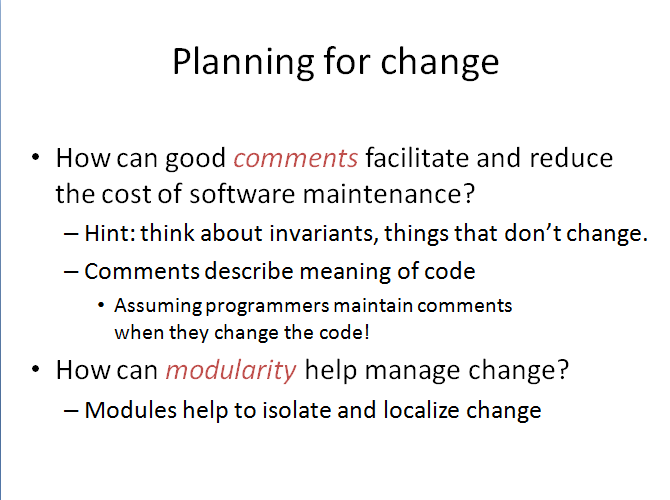 Planning for change
• How can good comments facilitate and reduce
the cost of software maintenance?
– Hint: think about invariants, things that don’t change.
– Comments describe meaning of code
• Assuming programmers maintain comments
when they change the code!
• How can modularity help manage change?
– Modules help to isolate and localize change